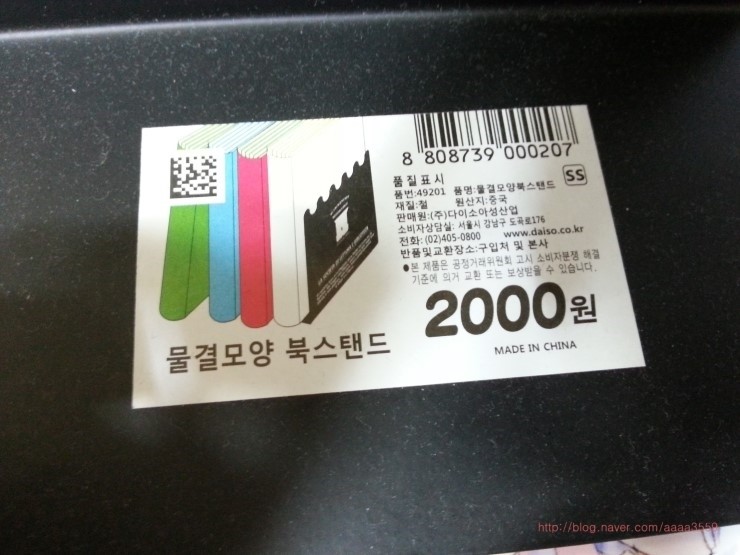 8 808739 000207
품질표시
SS
품번:49201 품명:물결모양북스탠드
재질:철 원산지:중국
판매원:(주)다이소아성산업
소비자상담실: 서울시 강남구 도곡로176
전화: (02)405-0800 www.daiso.co.kr
반품및교환장소:구입처 및 본사
●본 제품은 공정거래위원회 고시 소비자분쟁 해결
기준에 의거 교환 또는 보상받을 수 있습니다.
2000원
물결모양 북스탠드
MADE IN CHINA
http://blog.naver.com/aaaa3559